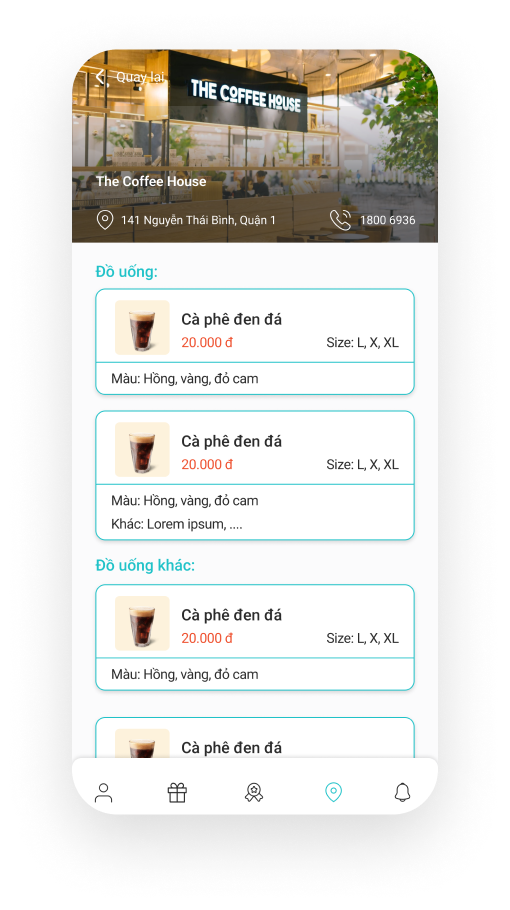 Quay lại
THE COFFEE HOUSE
The Coffee House
141 Nguyễn Thái Bình, Quận 1
1800 6936
Đồ uống:
Cà phê đen đá
20.000 đ
Size: L, X, XL
Màu: Hồng, vàng, đỏ cam
Cà phê đen đá
20.000 đ
Size: L, X, XL
Màu: Hồng, vàng, đỏ cam
Khác: Lorem ipsum, ....
Đồ uống khác:
Cà phê đen đá
20.000 đ
Size: L, X, XL
Màu: Hồng, vàng, đỏ cam
Cà phê đen đá